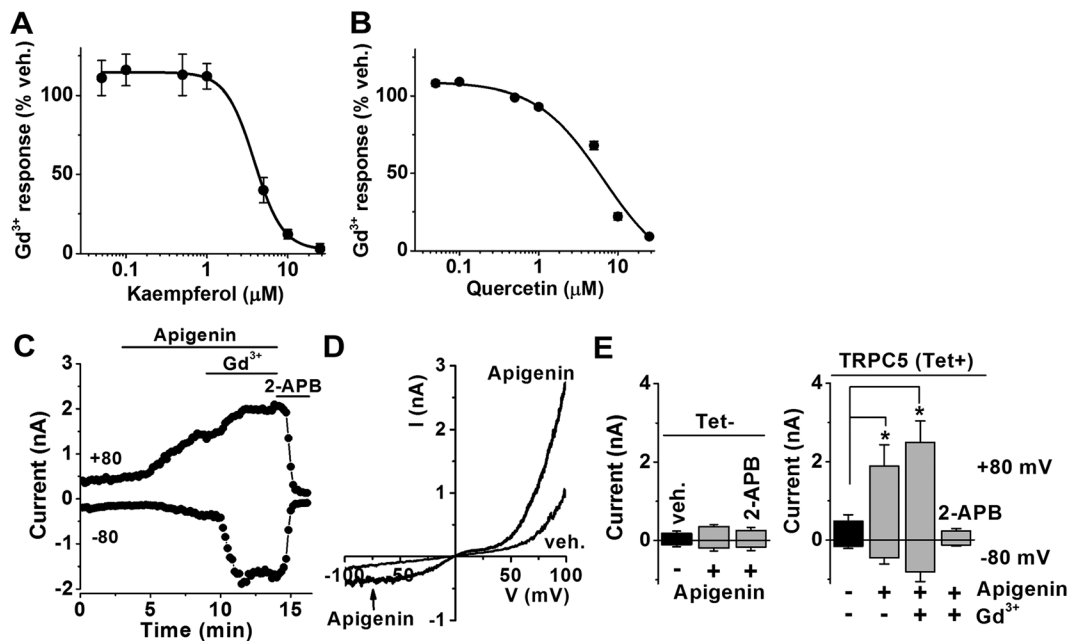 A
Gd³⁺ response (% veh.)
100
50
0
0.1
1
10
Kaempferol (μM)
B
Gd³⁺ response (% veh.)
100
50
0
0.1
1
10
Quercetin (μM)
C
Apigenin
Gd³⁺
2-APB
Current (nA)
3
2
1
0
-1
-2
+80
-80
0
5
10
15
Time (min)
D
I (nA)
3
2
1
-1
Apigenin
veh.
-100
-50
50
100
V (mV)
Apigenin
E
Current (nA)
4
2
0
Tet-
veh.
2-APB
- + +
Apigenin
TRPC5 (Tet+)
Current (nA)
4
2
0
* *
+80 mV
2-APB
-80 mV
- + + + Apigenin
- - + + Gd³⁺